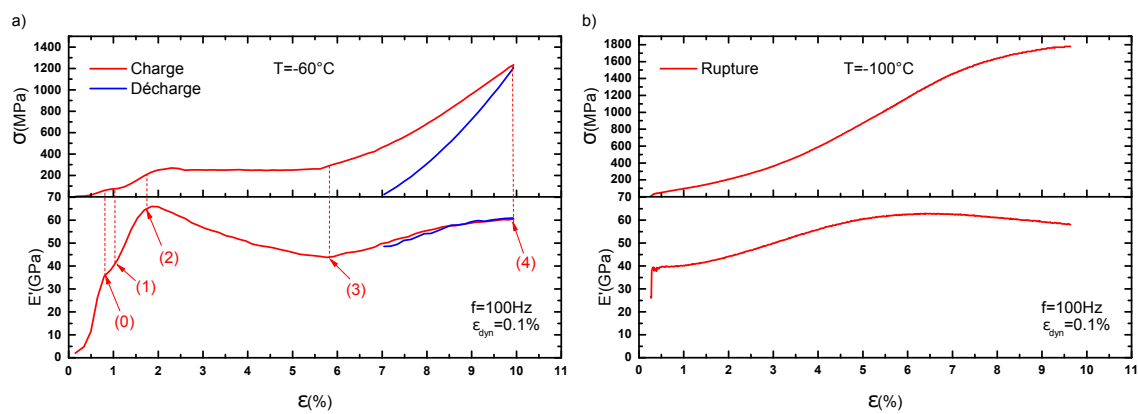 a)
σ(MPa)
1400
1200
1000
800
600
400
200
70
Charge
Décharge
T=-60°C
E'(GPa)
60
50
40
30
20
10
0
(0)
(1)
(2)
(3)
(4)
f=100Hz
ε_dyn=0.1%
0 1 2 3 4 5 6 7 8 9 10 11
ε(%)
b)
σ(MPa)
1800
1600
1400
1200
1000
800
600
400
200
70
Rupture
T=-100°C
E'(GPa)
60
50
40
30
20
10
0
f=100Hz
ε_dyn=0.1%
0 1 2 3 4 5 6 7 8 9 10 11
ε(%)